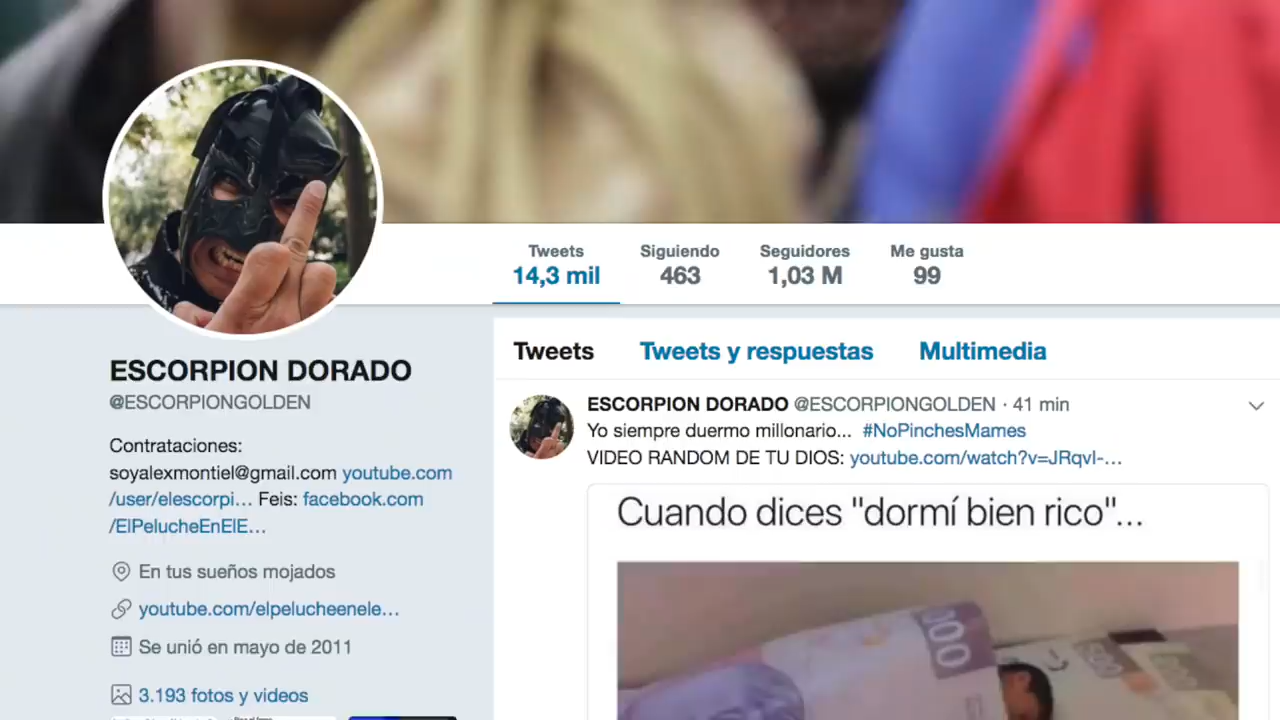 Tweets
14,3 mil
Siguiendo
463
Seguidores
1,03 M
Me gusta
99
ESCORPION DORADO
@ESCORPIONGOLDEN
Contrataciones:
soyalexmontiel@gmail.com youtube.com
/user/elescorpi... Feis: facebook.com
/ElPelucheEnElE...
En tus sueños mojados
youtube.com/elpelucheenele...
Se unió en mayo de 2011
3.193 fotos y videos
Tweets Tweets y respuestas Multimedia
ESCORPION DORADO @ESCORPIONGOLDEN · 41 min
Yo siempre duermo millonario... #NoPinchesMames
VIDEO RANDOM DE TU DIOS: youtube.com/watch?v=JRqvI-...
Cuando dices "dormí bien rico"...
500